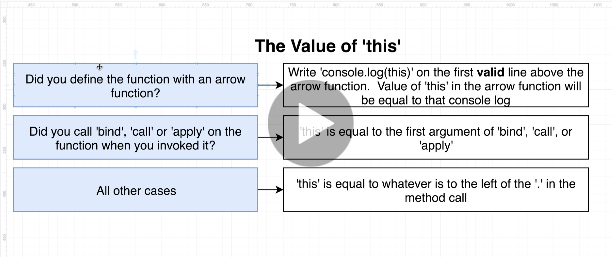 The Value of 'this'
Did you define the function with an arrow
function?
Write 'console.log(this)' on the first valid line above the
arrow function. Value of 'this' in the arrow function will
be equal to that console log
Did you call 'bind', 'call' or 'apply' on the
function when you invoked it?
'this' is equal to the first argument of 'bind', 'call', or
'apply'
All other cases
'this' is equal to whatever is to the left of the '.' in the
method call